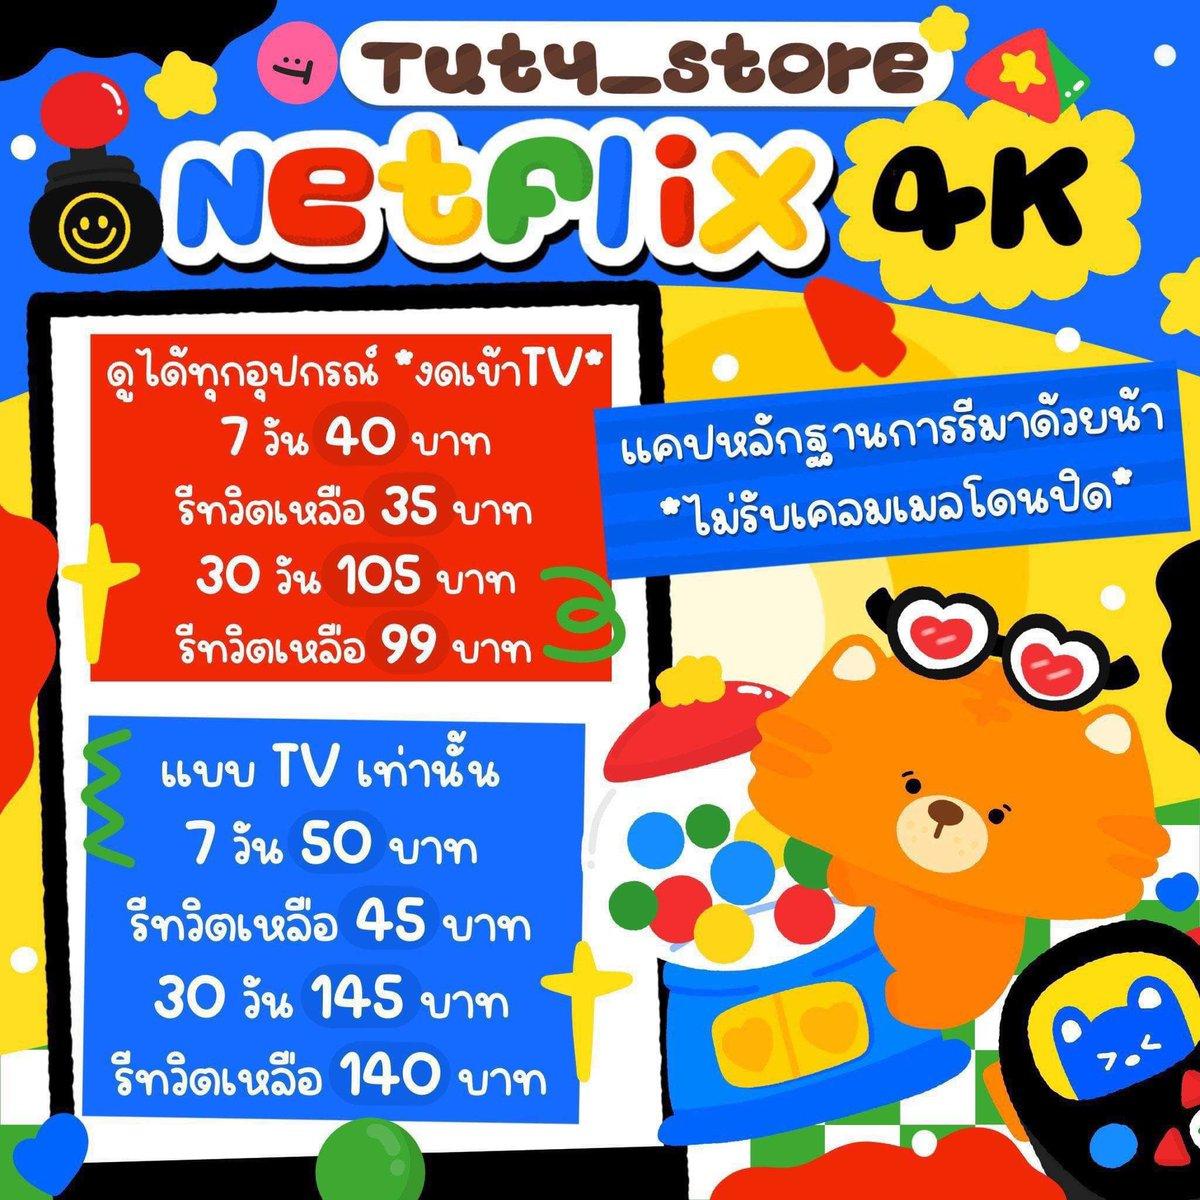 Tuty_store
Netflix 4K
ดูได้ทุกอุปกรณ์ *งดเข้าTV*
7 วัน 40 บาท
รีทวิตเหลือ 35 บาท
30 วัน 105 บาท
รีทวิตเหลือ 99 บาท
แคปหลักฐานการรีมาด้วยน้า
*ไม่รับเคลมเมลโดนปิด*
แบบ TV เท่านั้น
7 วัน 50 บาท
รีทวิตเหลือ 45 บาท
30 วัน 145 บาท
รีทวิตเหลือ 140 บาท